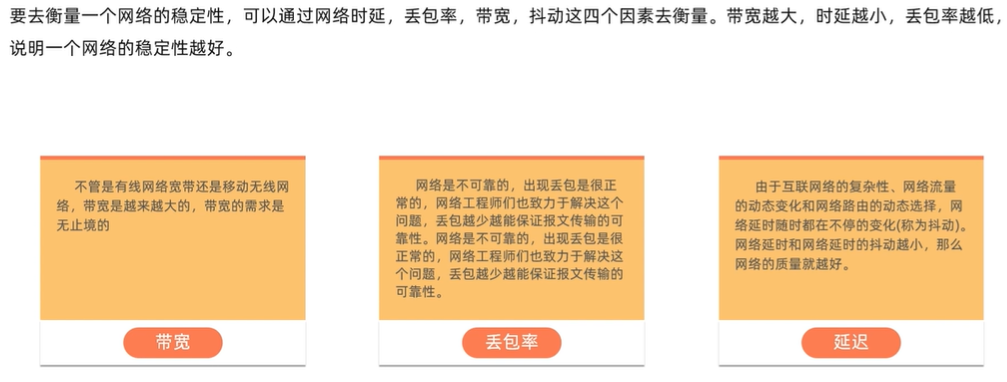 要去衡量一个网络的稳定性，可以通过网络时延，丢包率，带宽，抖动这四个因素去衡量。带宽越大，时延越小，丢包率越低，
说明一个网络的稳定性越好。
不管是有线网络宽带还是移动无线网
络，带宽是越来越大的，带宽的需求是
无止境的
带宽
网络是不可靠的，出现丢包是很正
常的，网络工程师们也致力于解决这个
问题，丢包越少越能保证报文传输的可
靠性。网络是不可靠的，出现丢包是很
正常的，网络工程师们也致力于解决这
个问题，丢包越少越能保证报文传输的
可靠性。
丢包率
由于互联网络的复杂性、网络流量
的动态变化和网络路由的动态选择，网
络延时随时都在不停的变化(称为抖动)。
网络延时和网络延时的抖动越小，那么
网络的质量就越好。
延迟